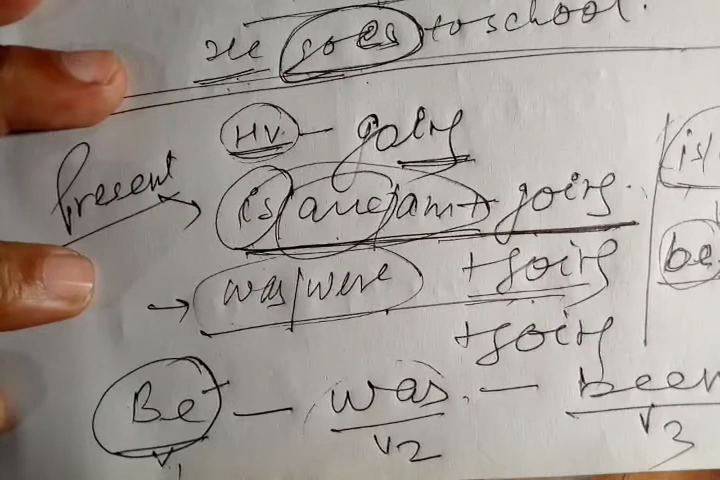 He goes to school.
HV. - going
Present is/are/am + going. is/
was/were + going be
+ going
Be - was. - been
V1 V2 V3